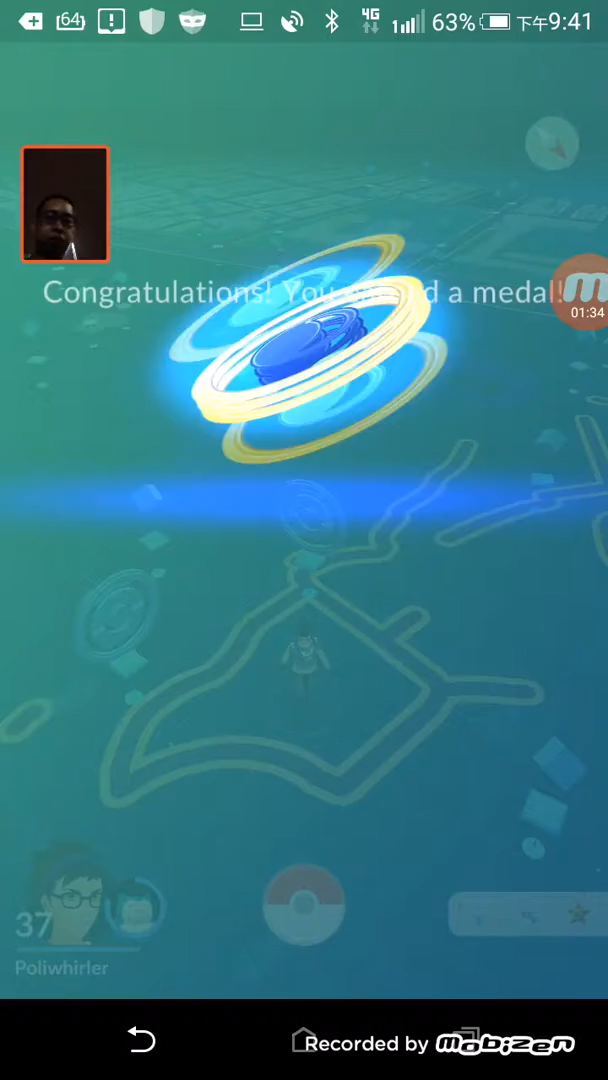 64 4G 63% 下午9:41
Congratulations! You d a medal!
01:34
37
Poliwhirler
Recorded by mobizen